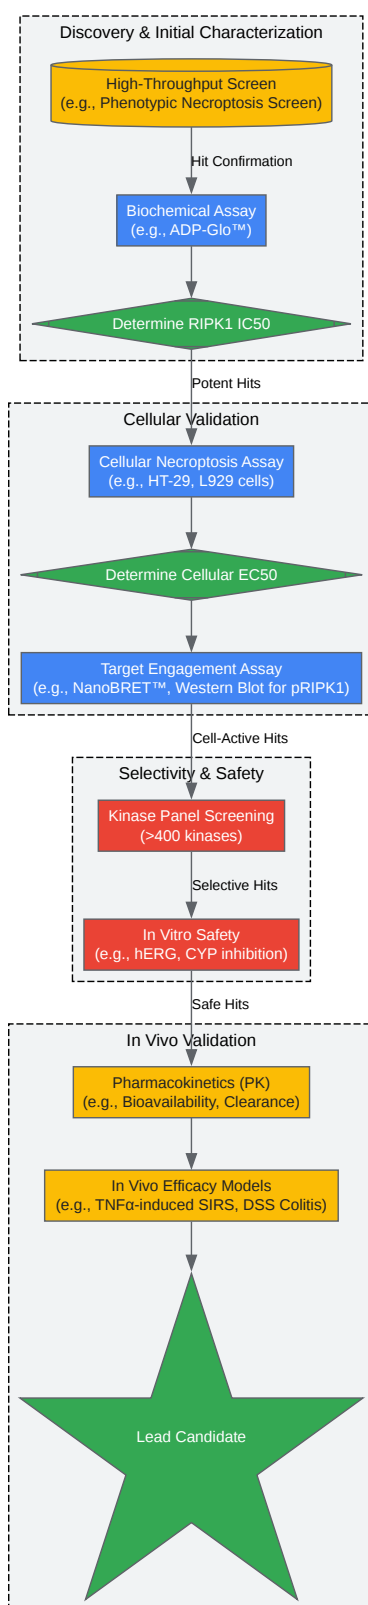 Discovery & Initial Characterization
High-Throughput Screen
(e.g., Phenotypic Necroptosis Screen)
Hit Confirmation
Biochemical Assay
(e.g., ADP-Glo™)
Determine RIPK1 IC50
Potent Hits
Cellular Validation
Cellular Necroptosis Assay
(e.g., HT-29, L929 cells)
Determine Cellular EC50
Target Engagement Assay
(e.g., NanoBRET™, Western Blot for pRIPK1)
Cell-Active Hits
Selectivity & Safety
Kinase Panel Screening
(>400 kinases)
Selective Hits
In Vitro Safety
(e.g., hERG, CYP inhibition)
Safe Hits
In Vivo Validation
Pharmacokinetics (PK)
(e.g., Bioavailability, Clearance)
In Vivo Efficacy Models
(e.g., TNFα-induced SIRS, DSS Colitis)
Lead Candidate